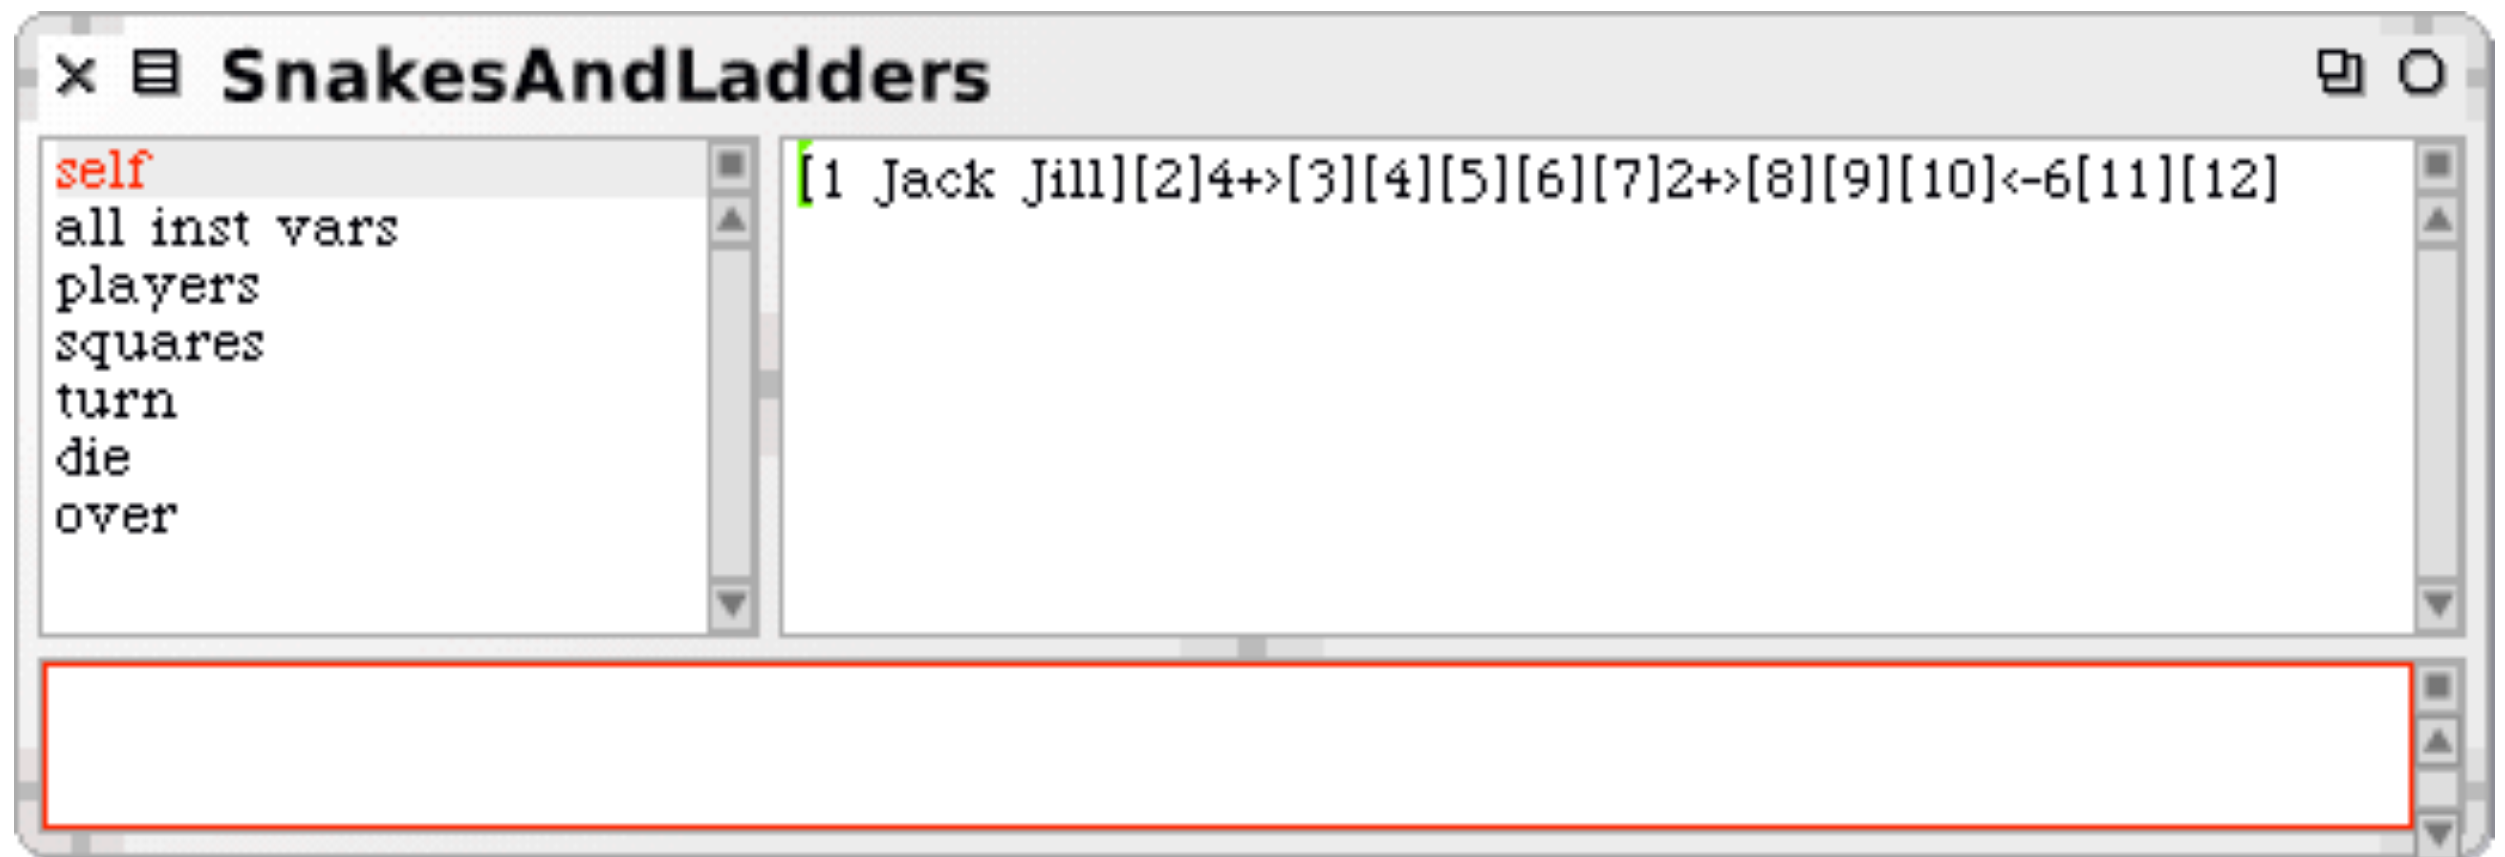 SnakesAndLadders
self
all inst vars
players
squares
turn
die
over
[1 Jack Jill][2]4+>[3][4][5][6][7]2+>[8][9][10]<-6[11][12]